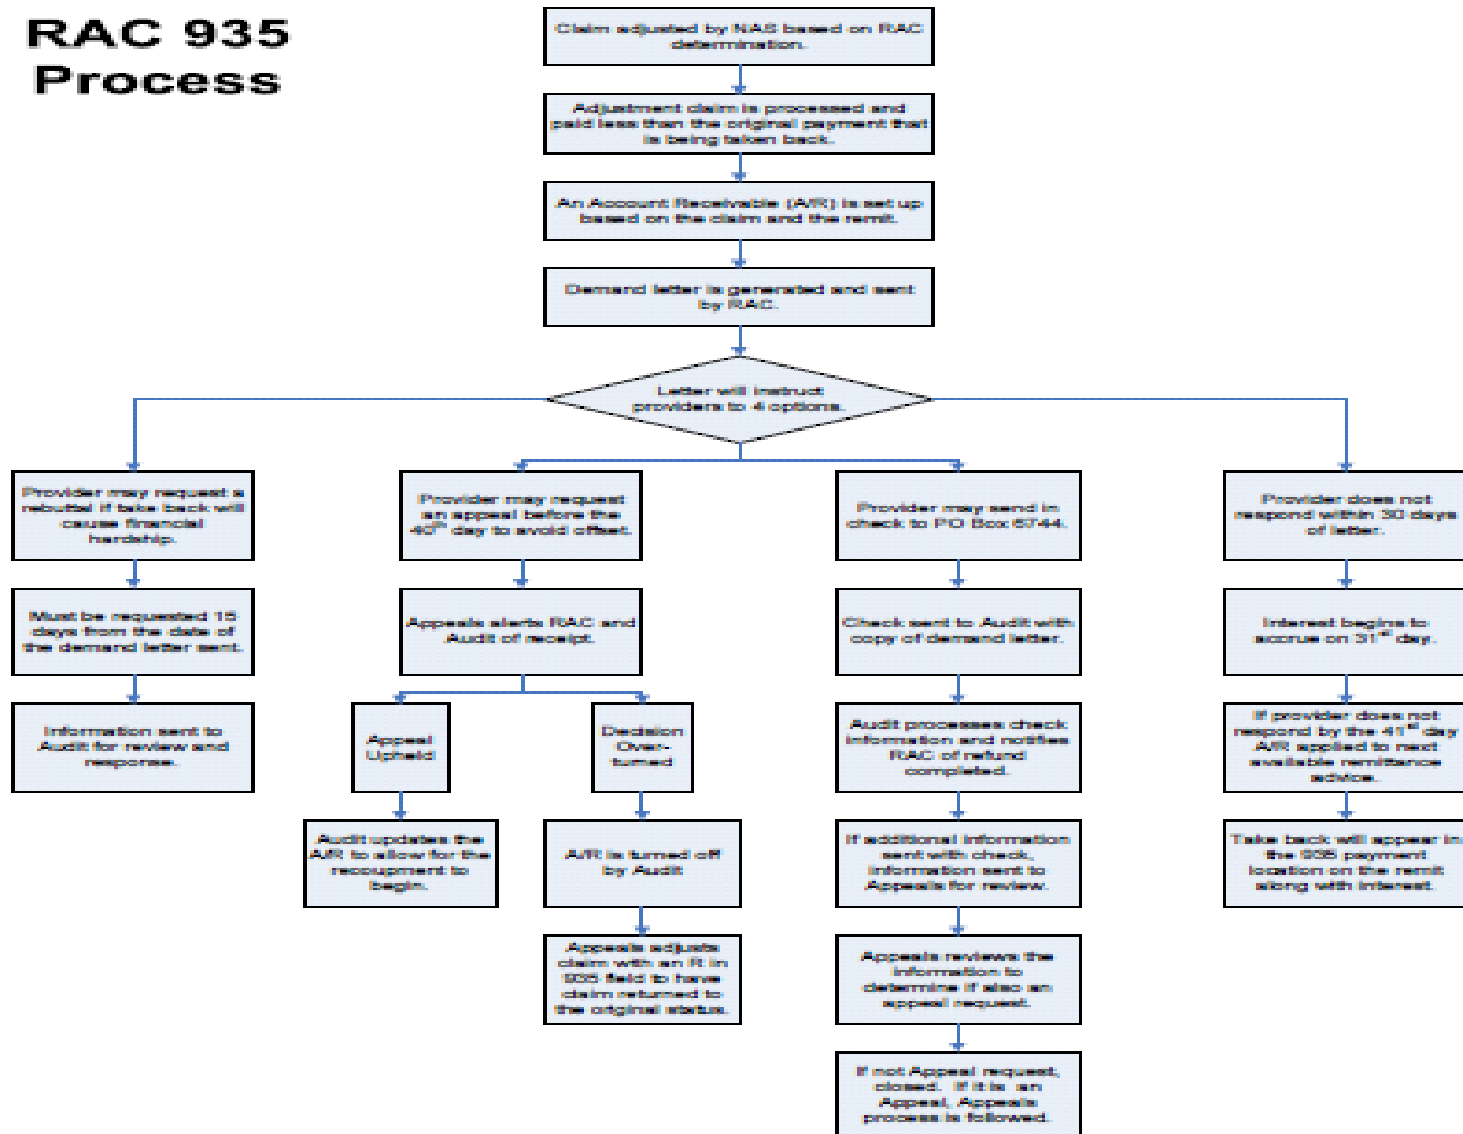 RAC 935
Process
Claim adjusted by NAS based on RAC
determination.
Adjustment claim is processed and
paid less than the original payment that
is being taken back.
An Account Receivable (A/R) is set up
based on the claim and the remit.
Demand letter is generated and sent
by RAC.
Letter will instruct
providers to 4 options.
Provider may request a
rebuttal if take back will
cause financial
hardship.
Must be requested 15
days from the date of
the demand letter sent.
Information sent to
Audit for review and
response.
Provider may request
an appeal before the
40th day to avoid offset.
Appeals alerts RAC and
Audit of receipt.
Appeal
Upheld
Audit updates the
A/R to allow for the
recoupment to
begin.
Decision
Over-
turned
A/R is turned off
by Audit
Appeals adjusts
claim with an R in
935 field to have
claim returned to
the original status.
Provider may send in
check to PO Box 6744.
Check sent to Audit with
copy of demand letter.
Audit processes check
information and notifies
RAC of refund
completed.
If additional information
sent with check,
information sent to
Appeals for review.
Appeals reviews the
information to
determine if also an
appeal request.
If not Appeal request,
closed. If it is an
Appeal, Appeals
process is followed.
Provider does not
respond within 30 days
of letter.
Interest begins to
accrue on 31st day.
If provider does not
respond by the 41st day
A/R applied to next
available remittance
advice.
Take back will appear in
the 935 payment
location on the remit
along with interest.